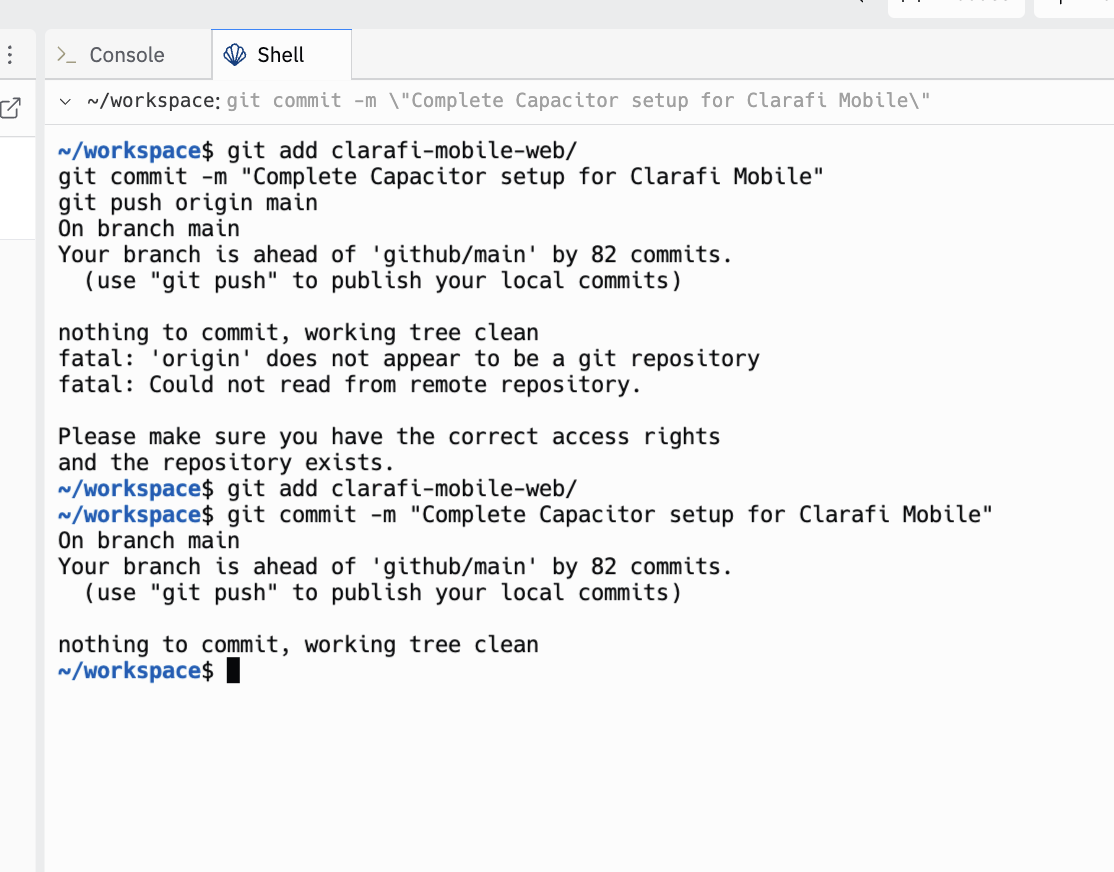 Console
Shell
~/workspace: git commit -m \"Complete Capacitor setup for Clarafi Mobile\"
~/workspace$ git add clarafi-mobile-web/
git commit -m "Complete Capacitor setup for Clarafi Mobile"
git push origin main
On branch main
Your branch is ahead of 'github/main' by 82 commits.
  (use "git push" to publish your local commits)

nothing to commit, working tree clean
fatal: 'origin' does not appear to be a git repository
fatal: Could not read from remote repository.

Please make sure you have the correct access rights
and the repository exists.
~/workspace$ git add clarafi-mobile-web/
~/workspace$ git commit -m "Complete Capacitor setup for Clarafi Mobile"
On branch main
Your branch is ahead of 'github/main' by 82 commits.
  (use "git push" to publish your local commits)

nothing to commit, working tree clean
~/workspace$